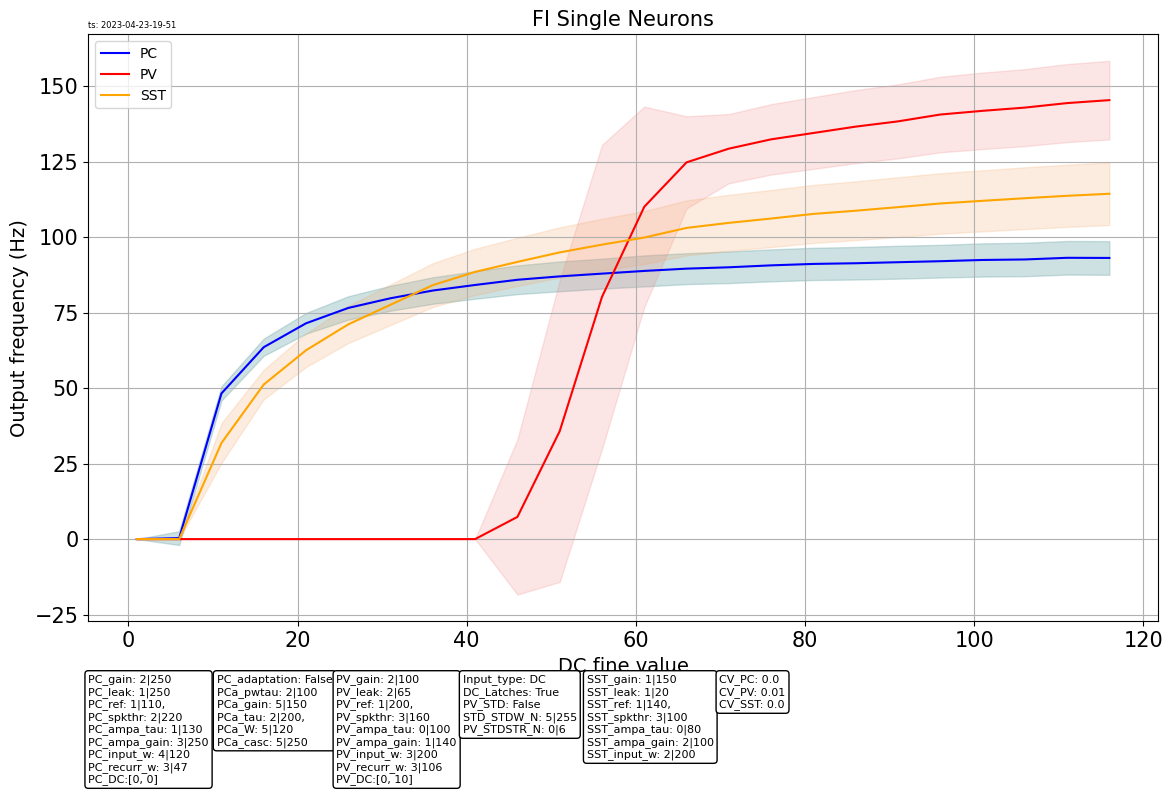 FI Single Neurons
ts: 2023-04-23-19-51
PC
PV
SST
Output frequency (Hz)
150
125
100
75
50
25
0
−25
0 20 40 60 80 100 120
DC fine value
PC_gain: 2|250
PC_leak: 1|250
PC_ref: 1|110,
PC_spkthr: 2|220
PC_ampa_tau: 1|130
PC_ampa_gain: 3|250
PC_input_w: 4|120
PC_recurr_w: 3|47
PC_DC:[0, 0]
PC_adaptation: False
PCa_pwtau: 2|100
PCa_gain: 5|150
PCa_tau: 2|200,
PCa_W: 5|120
PCa_casc: 5|250
PV_gain: 2|100
PV_leak: 2|65
PV_ref: 1|200,
PV_spkthr: 3|160
PV_ampa_tau: 0|100
PV_ampa_gain: 1|140
PV_input_w: 3|200
PV_recurr_w: 3|106
PV_DC:[0, 10]
Input_type: DC
DC_Latches: True
PV_STD: False
STD_STDW_N: 5|255
PV_STDSTR_N: 0|6
SST_gain: 1|150
SST_leak: 1|20
SST_ref: 1|140,
SST_spkthr: 3|100
SST_ampa_tau: 0|80
SST_ampa_gain: 2|100
SST_input_w: 2|200
CV_PC: 0.0
CV_PV: 0.01
CV_SST: 0.0